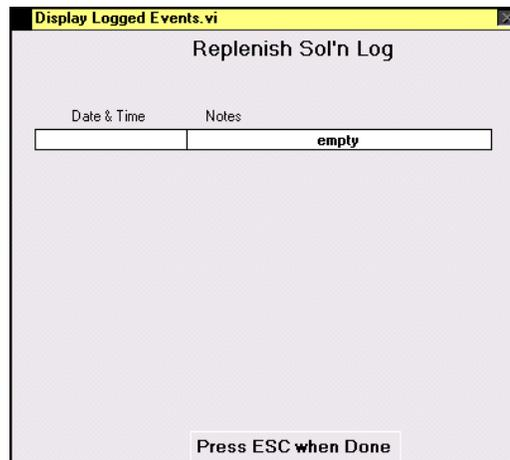 Display Logged Events.vi
Replenish Sol'n Log
Date & Time Notes
empty
Press ESC when Done